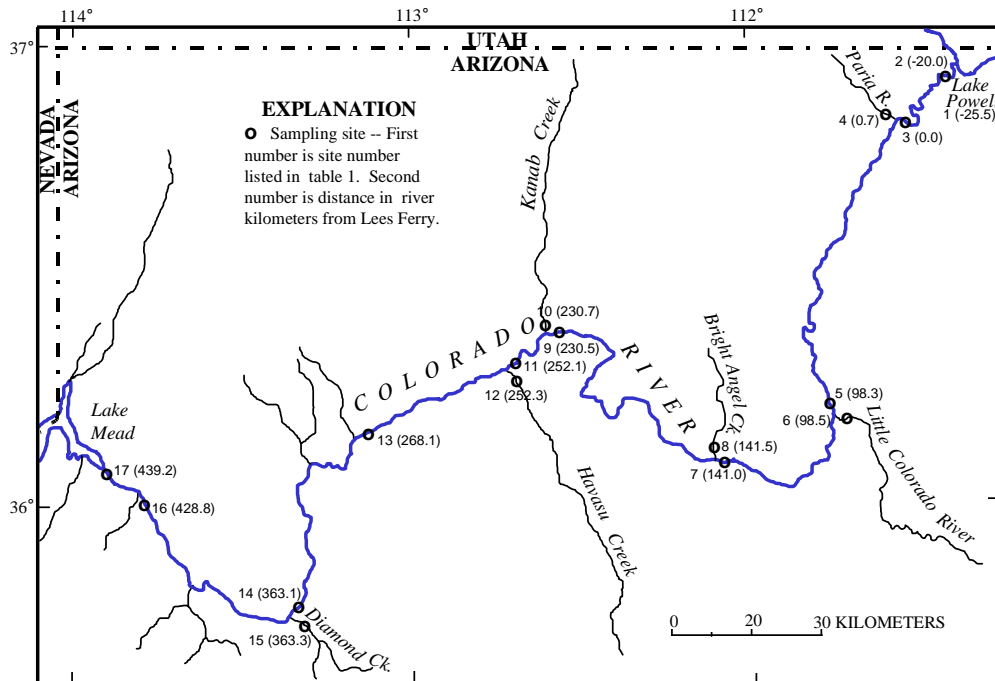 114°
113°
112°
37°
UTAH
ARIZONA
NEVADA
ARIZONA
EXPLANATION
o Sampling site -- First
number is site number
listed in table 1. Second
number is distance in river
kilometers from Lees Ferry.
Kanab Creek
Paria R.
2 (-20.0)
Lake
Powell
1 (-25.5)
4 (0.7)
3 (0.0)
10 (230.7)
9 (230.5)
COLORADO
RIVER
11 (252.1)
12 (252.3)
Bright Angel Ck.
5 (98.3)
6 (98.5)
Little Colorado River
8 (141.5)
7 (141.0)
13 (268.1)
Lake
Mead
17 (439.2)
16 (428.8)
36°
Havasu Creek
14 (363.1)
15 (363.3)
Diamond Ck.
0 20 30 KILOMETERS